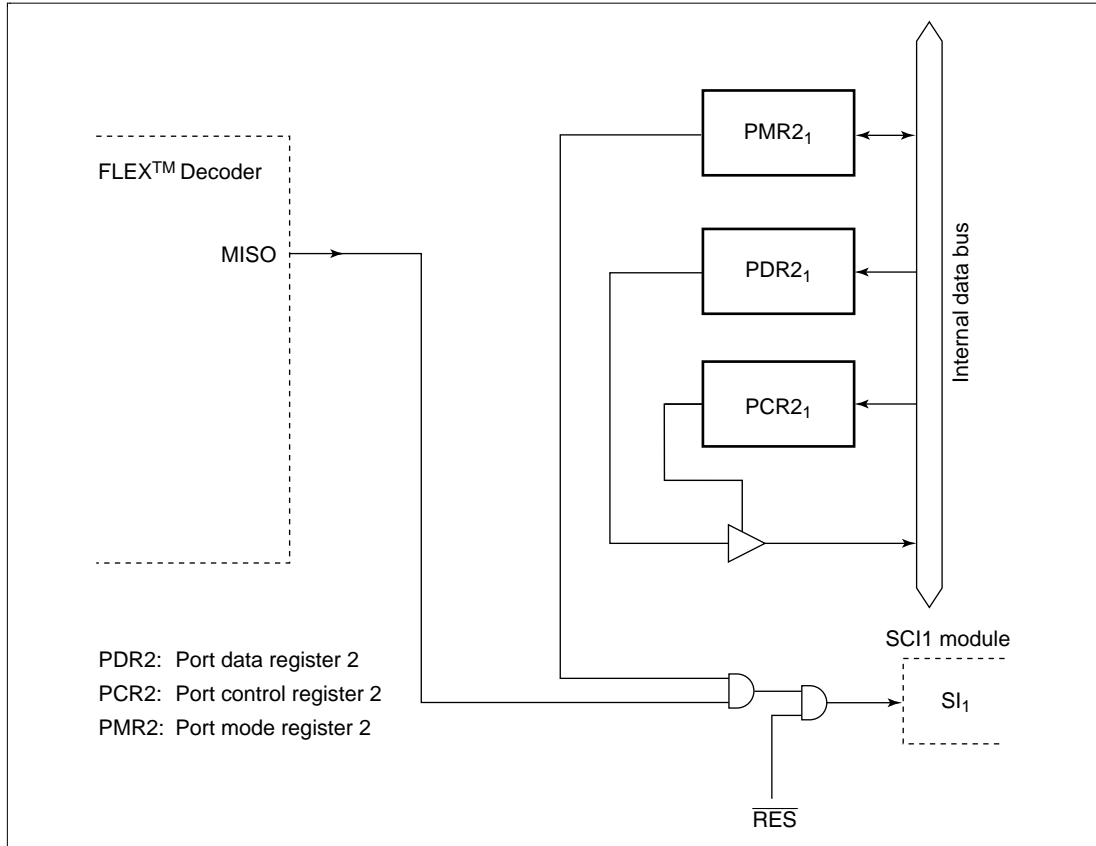 PMR2₁
FLEX™ Decoder
MISO
PDR2₁
PCR2₁
Internal data bus
SCI1 module
SI₁
PDR2: Port data register 2
PCR2: Port control register 2
PMR2: Port mode register 2
R̅E̅S̅